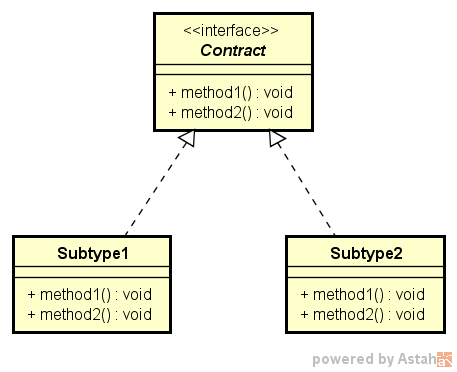 <<interface>>
Contract
+ method1() : void
+ method2() : void
Subtype1
+ method1() : void
+ method2() : void
Subtype2
+ method1() : void
+ method2() : void
powered by Astah